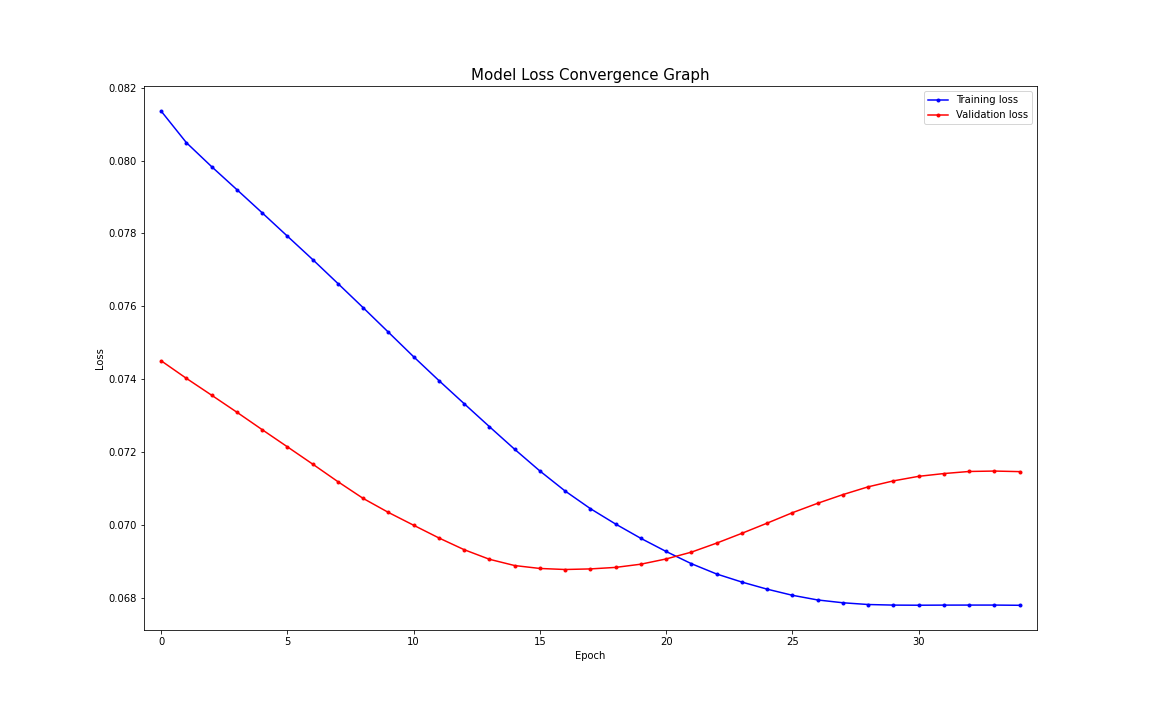 Model Loss Convergence Graph
Training loss
Validation loss
0.082
0.080
0.078
0.076
0.074
0.072
0.070
0.068
Loss
0 5 10 15 20 25 30
Epoch